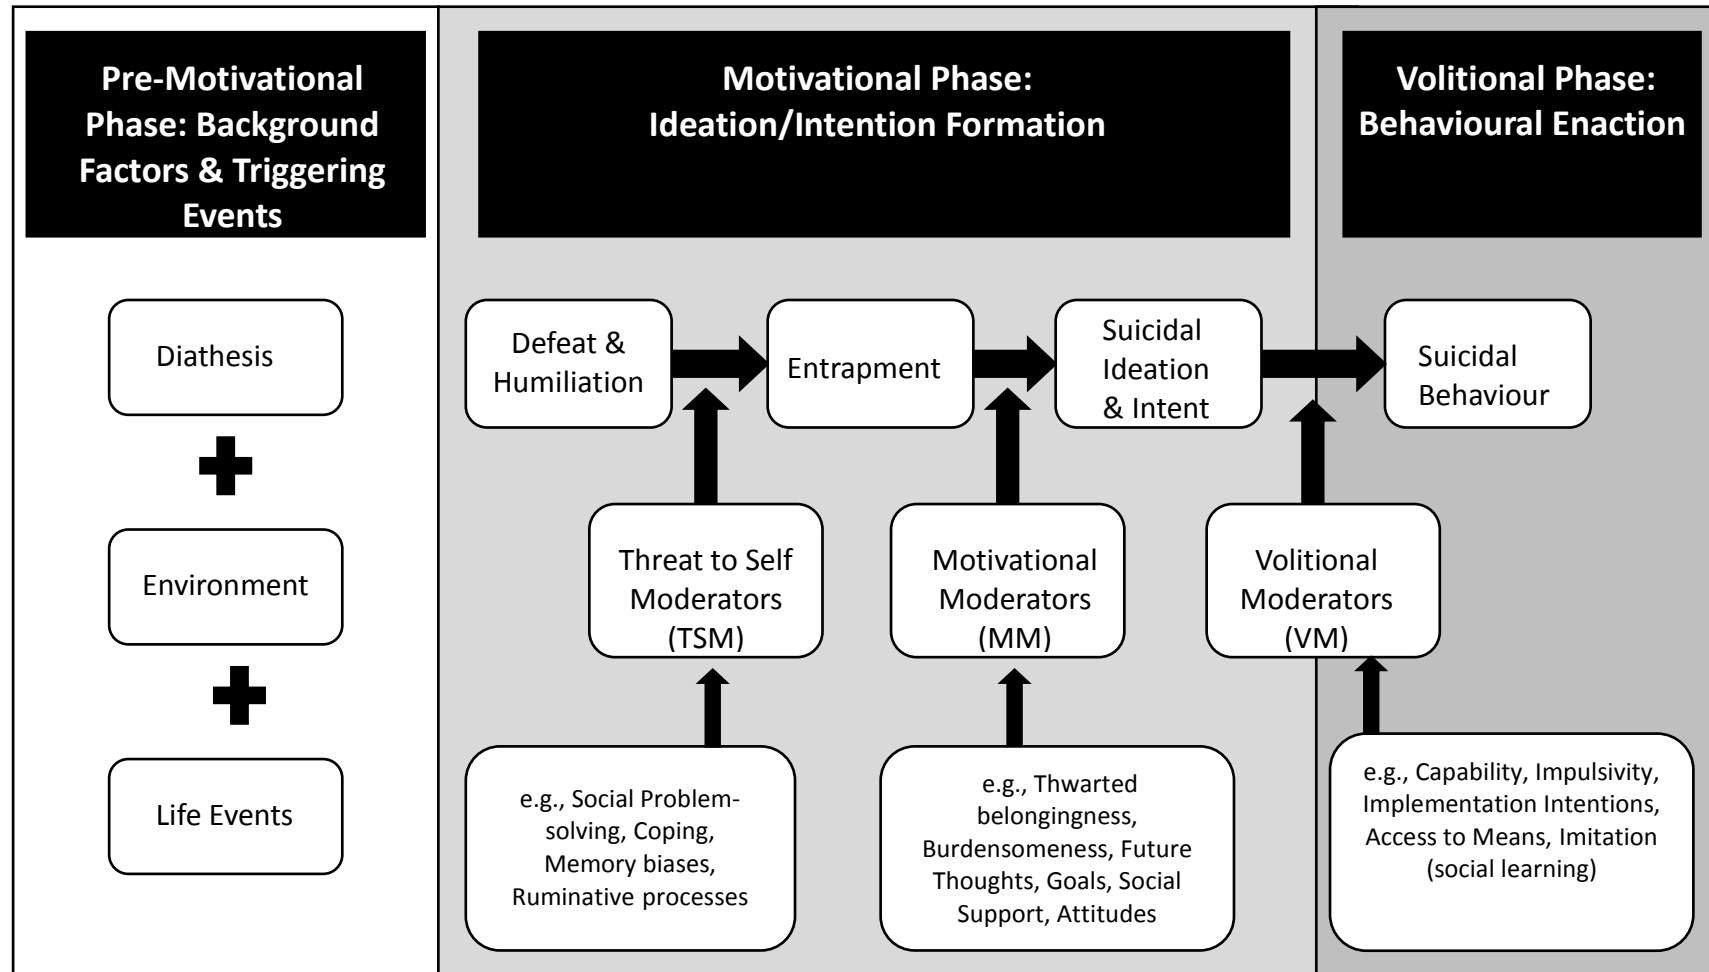 Pre-Motivational
Phase: Background
Factors & Triggering
Events
Motivational Phase:
Ideation/Intention Formation
Volitional Phase:
Behavioural Enaction
Diathesis
Environment
Life Events
Defeat &
Humiliation
Entrapment
Suicidal
Ideation
& Intent
Suicidal
Behaviour
Threat to Self
Moderators
(TSM)
Motivational
Moderators
(MM)
Volitional
Moderators
(VM)
e.g., Social Problem-
solving, Coping,
Memory biases,
Ruminative processes
e.g., Thwarted
belongingness,
Burdensomeness, Future
Thoughts, Goals, Social
Support, Attitudes
e.g., Capability, Impulsivity,
Implementation Intentions,
Access to Means, Imitation
(social learning)